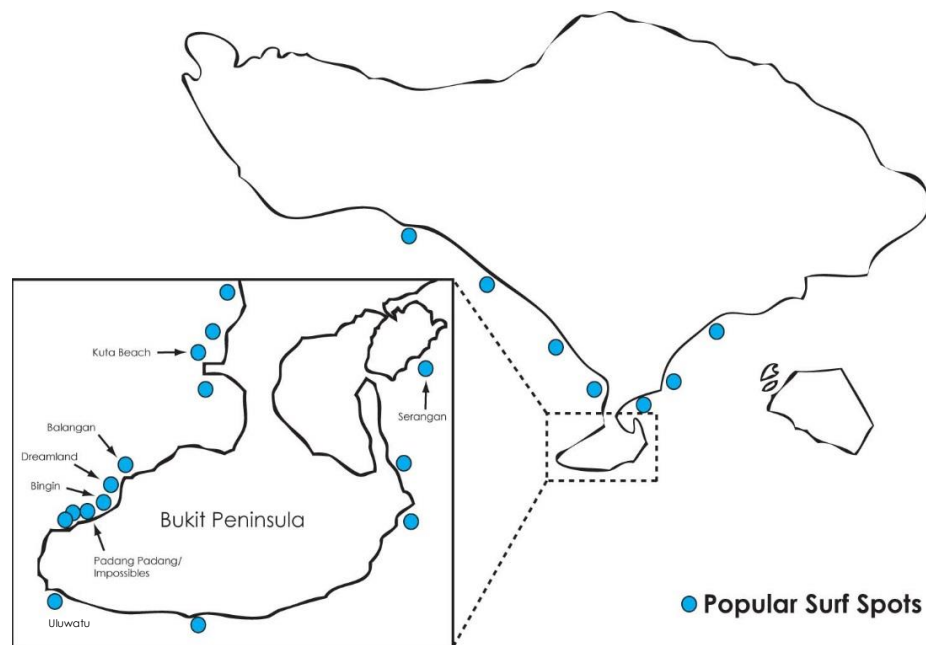 Kuta Beach
Serangan
Balangan
Dreamland
Bingin
Bukit Peninsula
Padang Padang/
Impossibles
Uluwatu
Popular Surf Spots